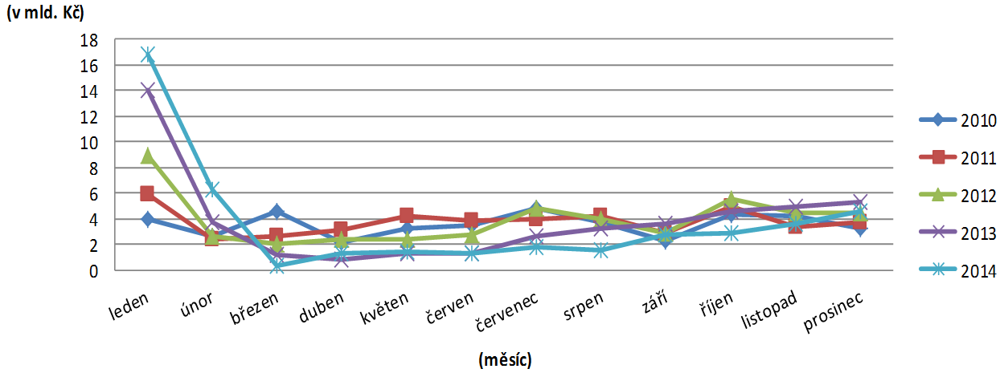 (v mld. Kč)
18
16
14
12
10
8
6
4
2
0
leden
únor
březen
duben
květen
červen
červenec
srpen
září
říjen
listopad
prosinec
(měsíc)
2010
2011
2012
2013
2014